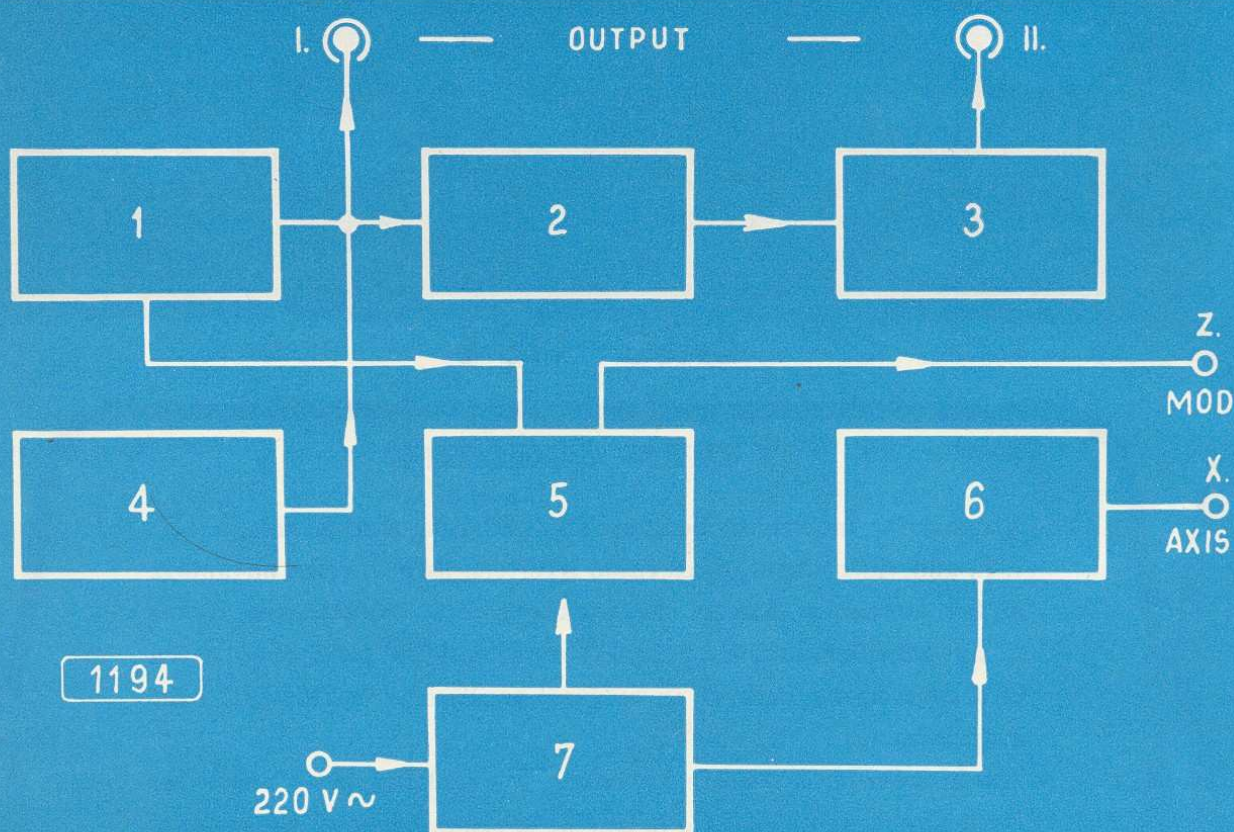 I. OUTPUT II.
1 2 3
Z.
MOD
4 5 6
X.
AXIS
1194
7
220 V ~